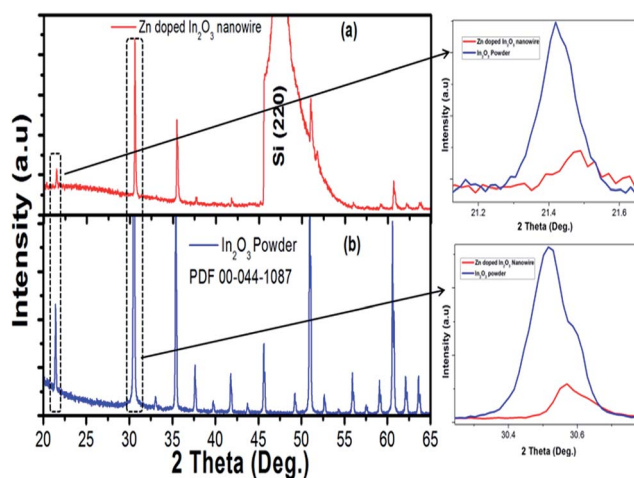 Zn doped In₂O₃ nanowire
(a)
Si (220)
Intensity (a.u)
In₂O₃ Powder
(b)
PDF 00-044-1087
20 25 30 35 40 45 50 55 60 65
2 Theta (Deg.)
Zn doped In₂O₃ nanowire
In₂O₃ Powder
Intensity (a.u)
21.2 21.4 21.6
2 Theta (Deg.)
Zn doped In₂O₃ Nanowire
In₂O₃ powder
Intensity (a.u)
30.4 30.6
2 Theta (Deg.)